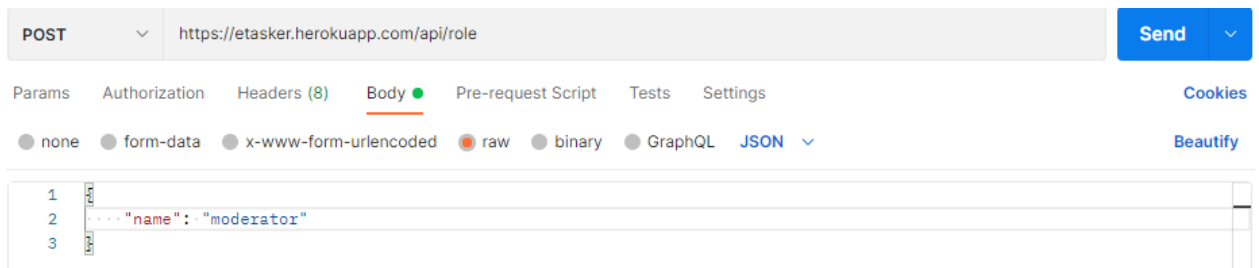 POST https://etasker.herokuapp.com/api/role Send
Params Authorization Headers (8) Body Pre-request Script Tests Settings Cookies
none form-data x-www-form-urlencoded raw binary GraphQL JSON Beautify
1 {
2 "name": "moderator"
3 }